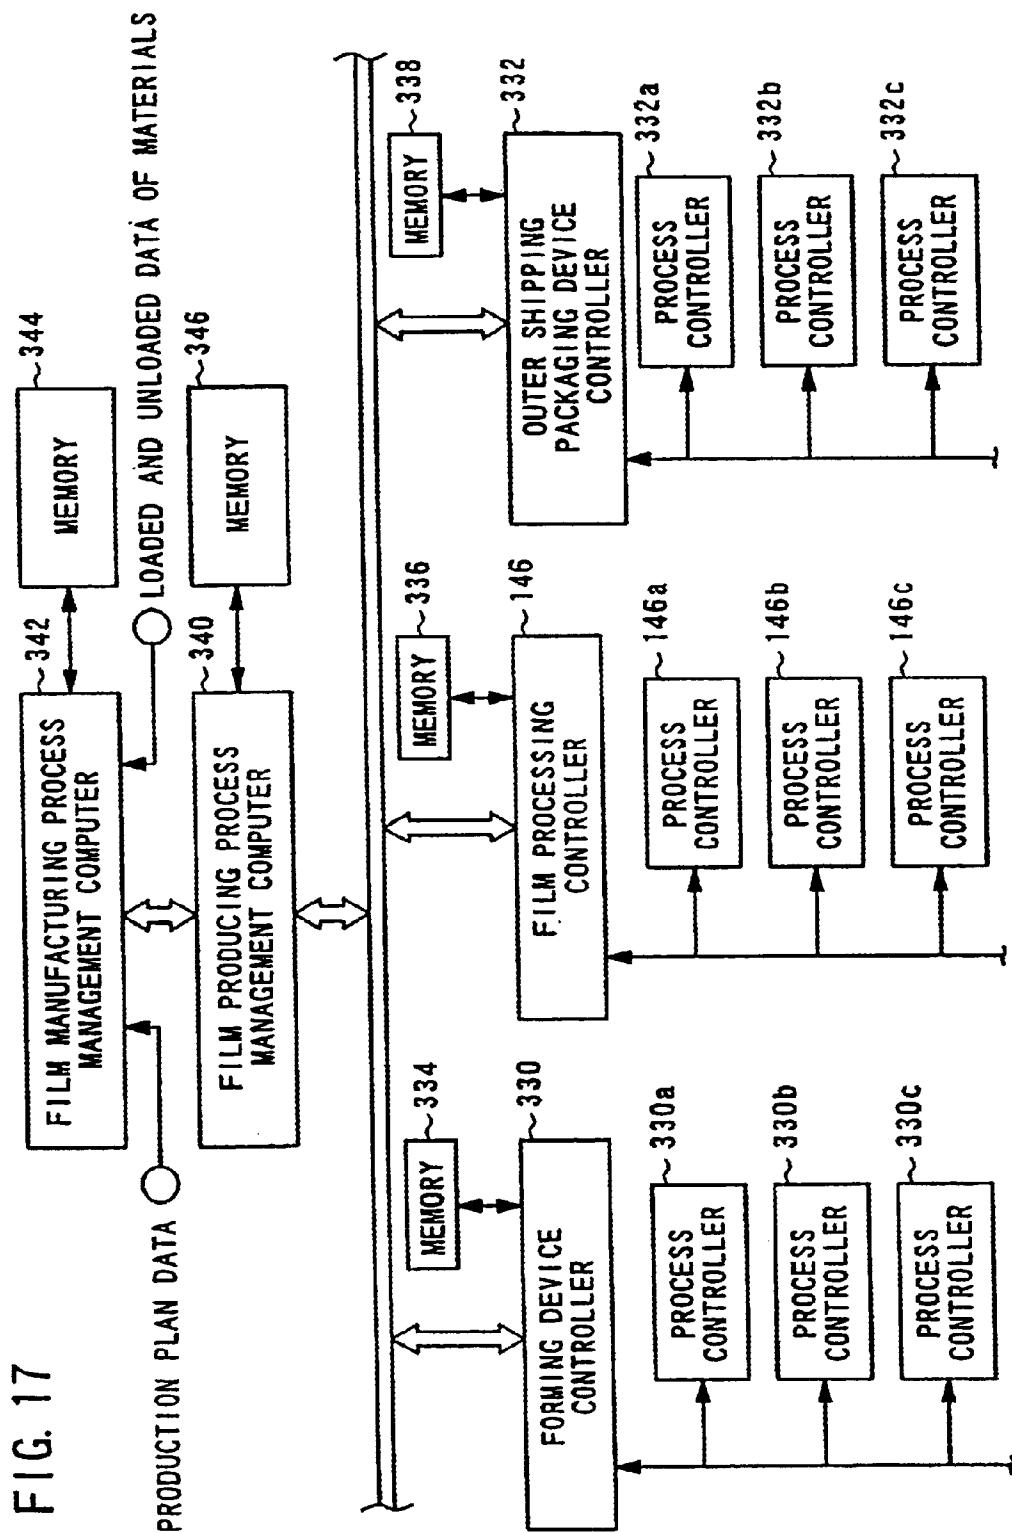 FIG. 17
PRODUCTION PLAN DATA
LOADED AND UNLOADED DATA OF MATERIALS
FILM MANUFACTURING PROCESS
MANAGEMENT COMPUTER
342
MEMORY
344
FILM PRODUCING PROCESS
MANAGEMENT COMPUTER
340
MEMORY
346
MEMORY
334
FORMING DEVICE
CONTROLLER
330
PROCESS
CONTROLLER
330a
PROCESS
CONTROLLER
330b
PROCESS
CONTROLLER
330c
MEMORY
336
FILM PROCESSING
CONTROLLER
146
PROCESS
CONTROLLER
146a
PROCESS
CONTROLLER
146b
PROCESS
CONTROLLER
146c
MEMORY
338
OUTER SHIPPING
PACKAGING DEVICE
CONTROLLER
332
PROCESS
CONTROLLER
332a
PROCESS
CONTROLLER
332b
PROCESS
CONTROLLER
332c